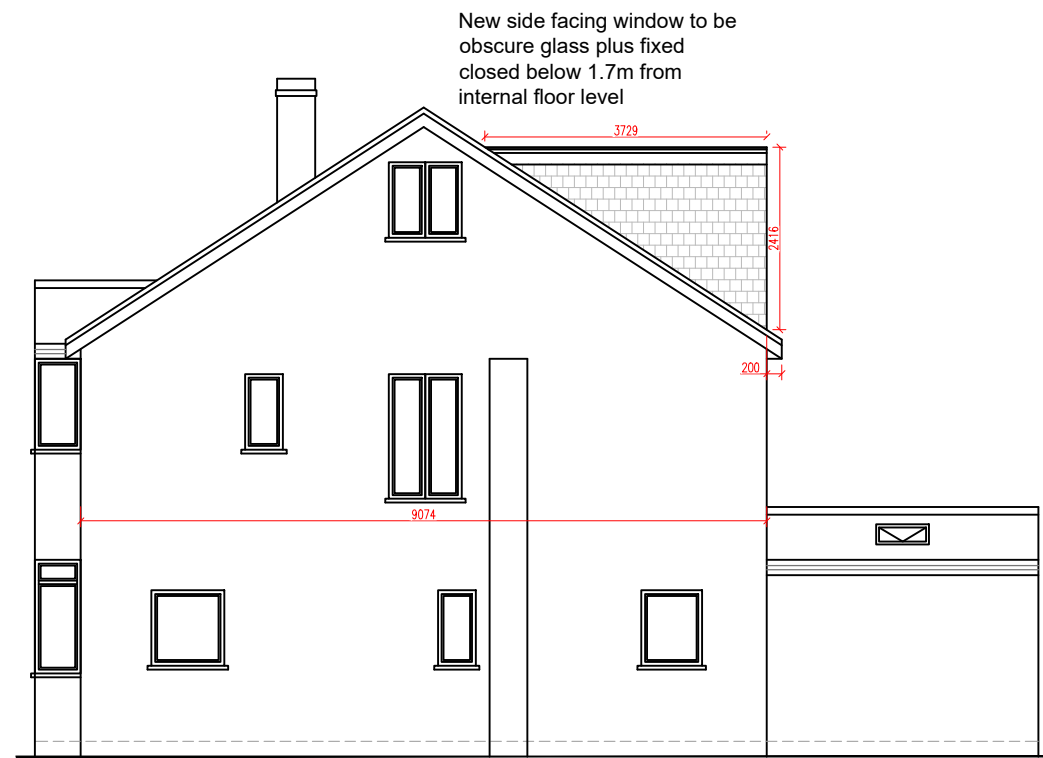 New side facing window to be
obscure glass plus fixed
closed below 1.7m from
internal floor level
3729
2416
200
9074